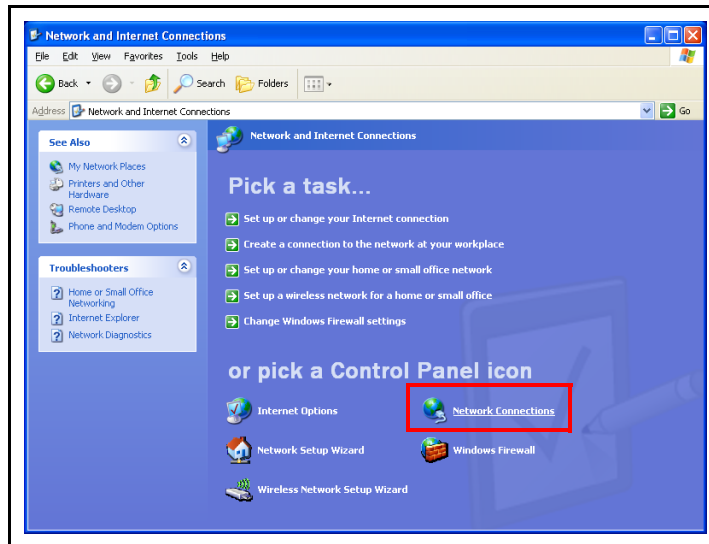 Network and Internet Connections
File Edit View Favorites Tools Help
Back Search Folders
Address Network and Internet Connections Go
See Also
My Network Places
Printers and Other
Hardware
Remote Desktop
Phone and Modem Options
Troubleshooters
Home or Small Office
Networking
Internet Explorer
Network Diagnostics
Network and Internet Connections
Pick a task...
Set up or change your Internet connection
Create a connection to the network at your workplace
Set up or change your home or small office network
Set up a wireless network for a home or small office
Change Windows Firewall settings
or pick a Control Panel icon
Internet Options Network Connections
Network Setup Wizard Windows Firewall
Wireless Network Setup Wizard